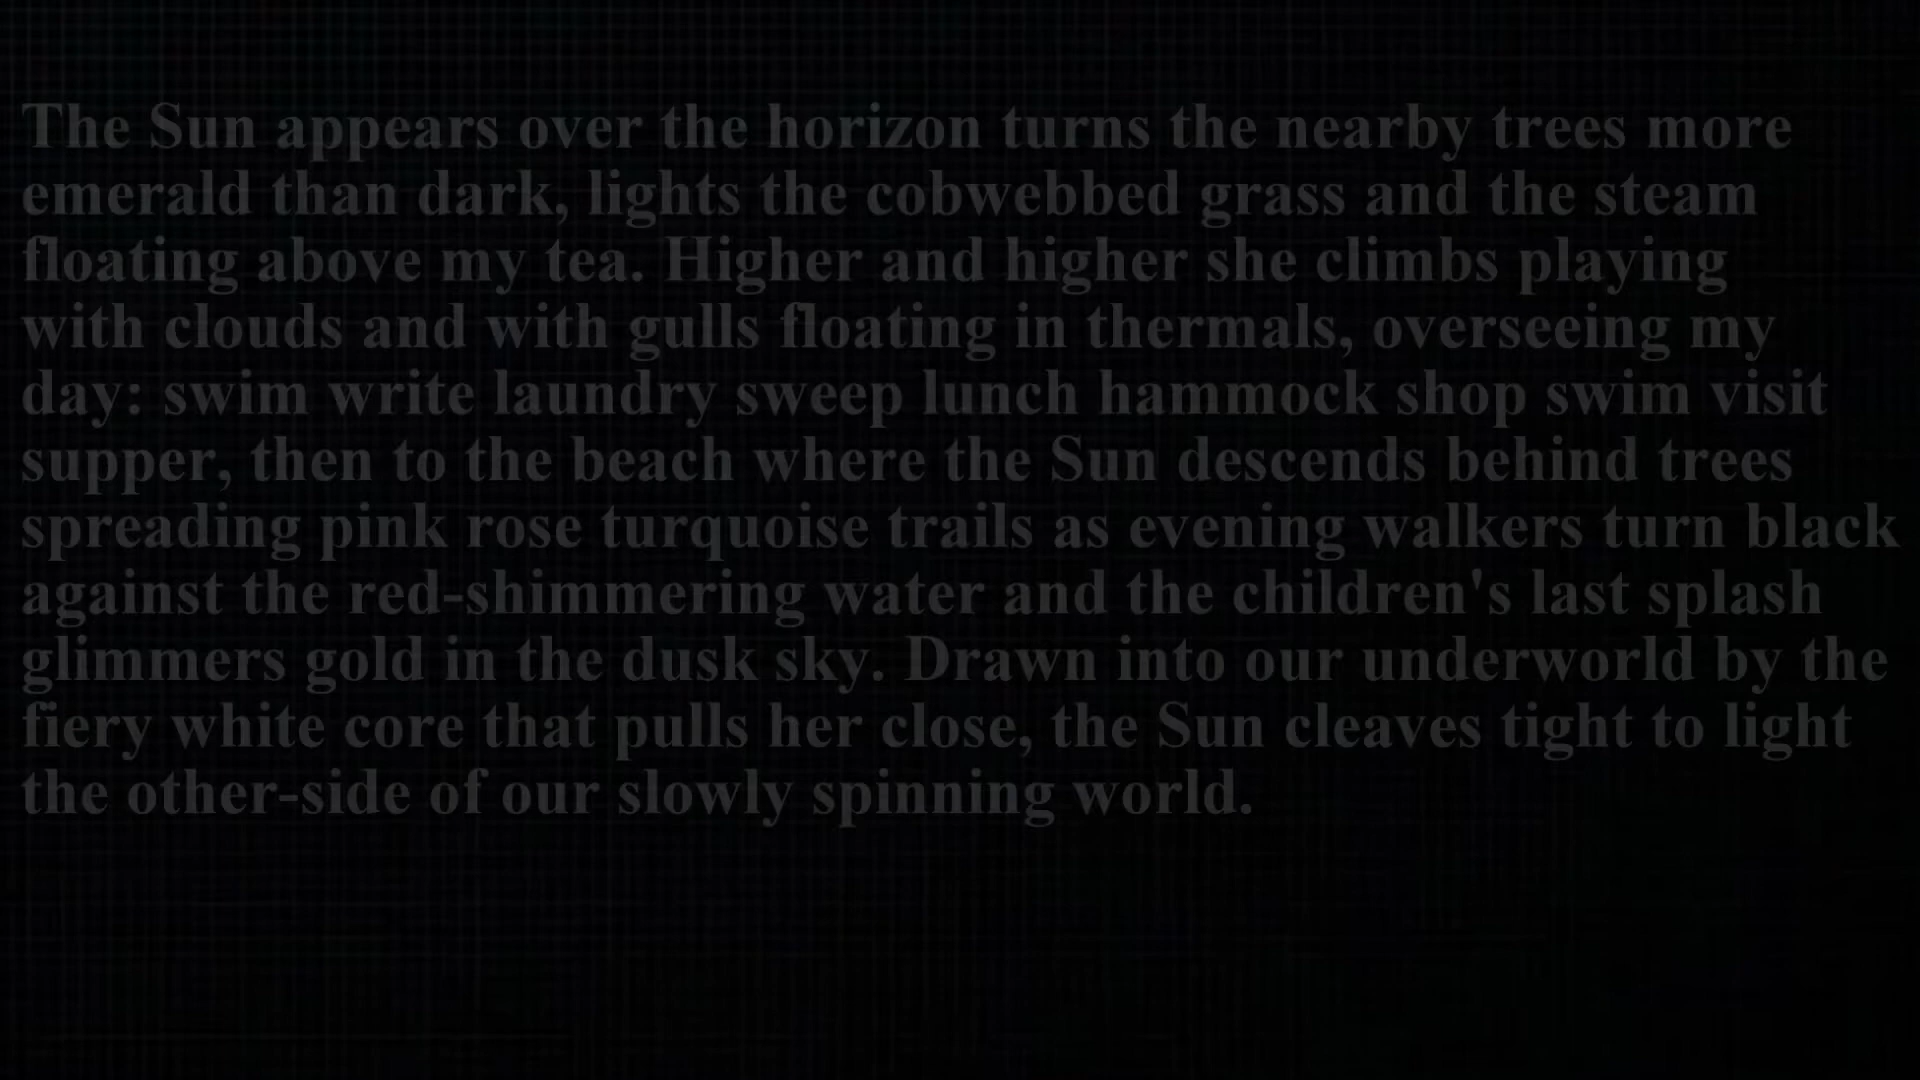 The Sun appears over the horizon turns the nearby trees more
emerald than dark, lights the cobwebbed grass and the steam
floating above my tea. Higher and higher she climbs playing
with clouds and with gulls floating in thermals, overseeing my
day: swim write laundry sweep lunch hammock shop swim visit
supper, then to the beach where the Sun descends behind trees
spreading pink rose turquoise trails as evening walkers turn black
against the red-shimmering water and the children's last splash
glimmers gold in the dusk sky. Drawn into our underworld by the
fiery white core that pulls her close, the Sun cleaves tight to light
the other-side of our slowly spinning world.